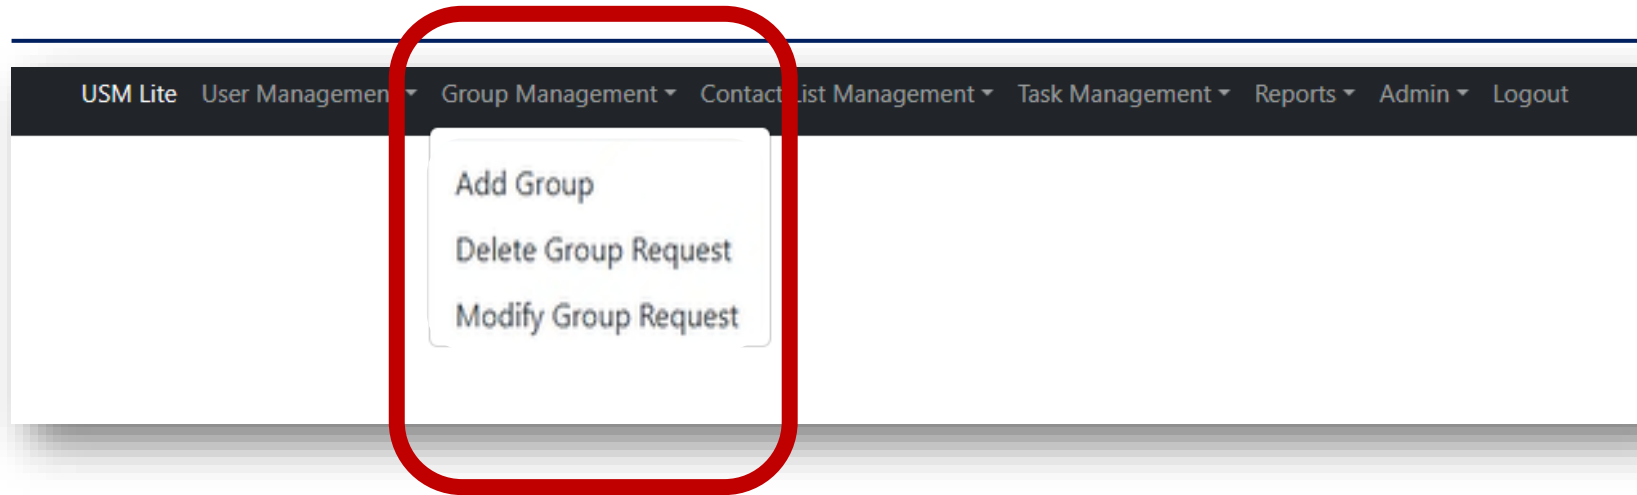 USM Lite User Management Group Management Contact List Management Task Management Reports Admin Logout
Add Group
Delete Group Request
Modify Group Request